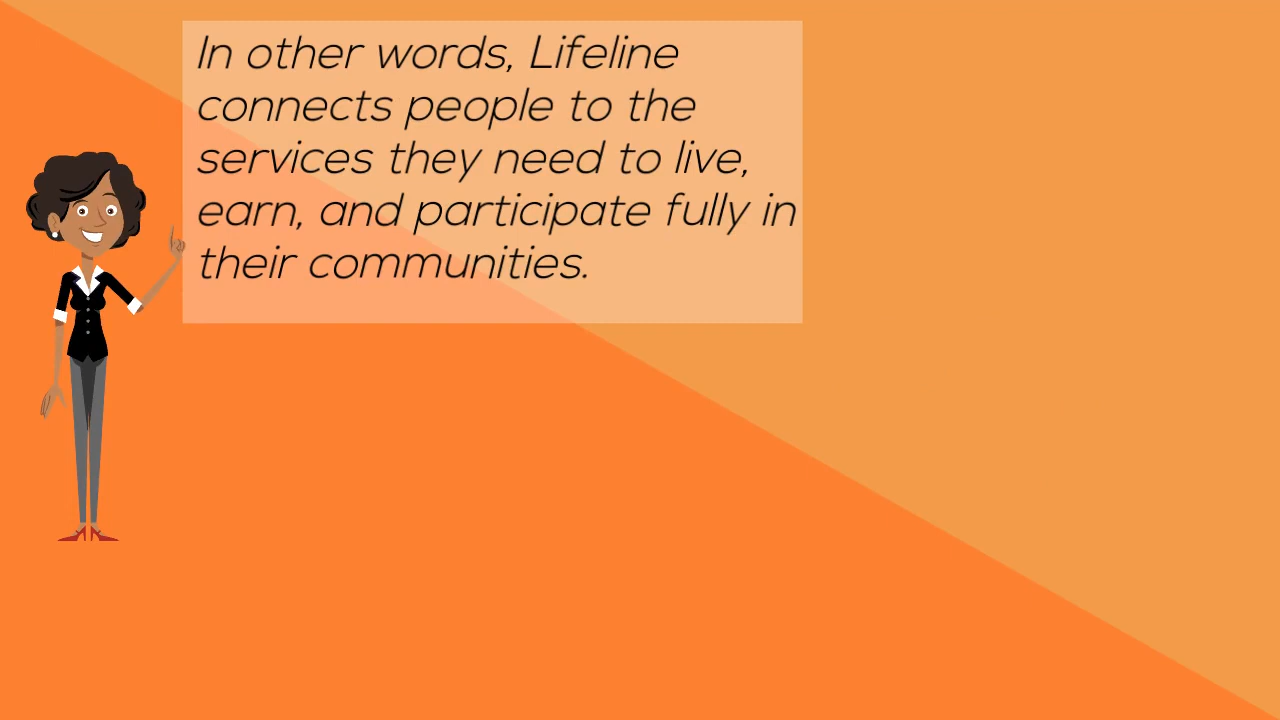 In other words, Lifeline
connects people to the
services they need to live,
earn, and participate fully in
their communities.